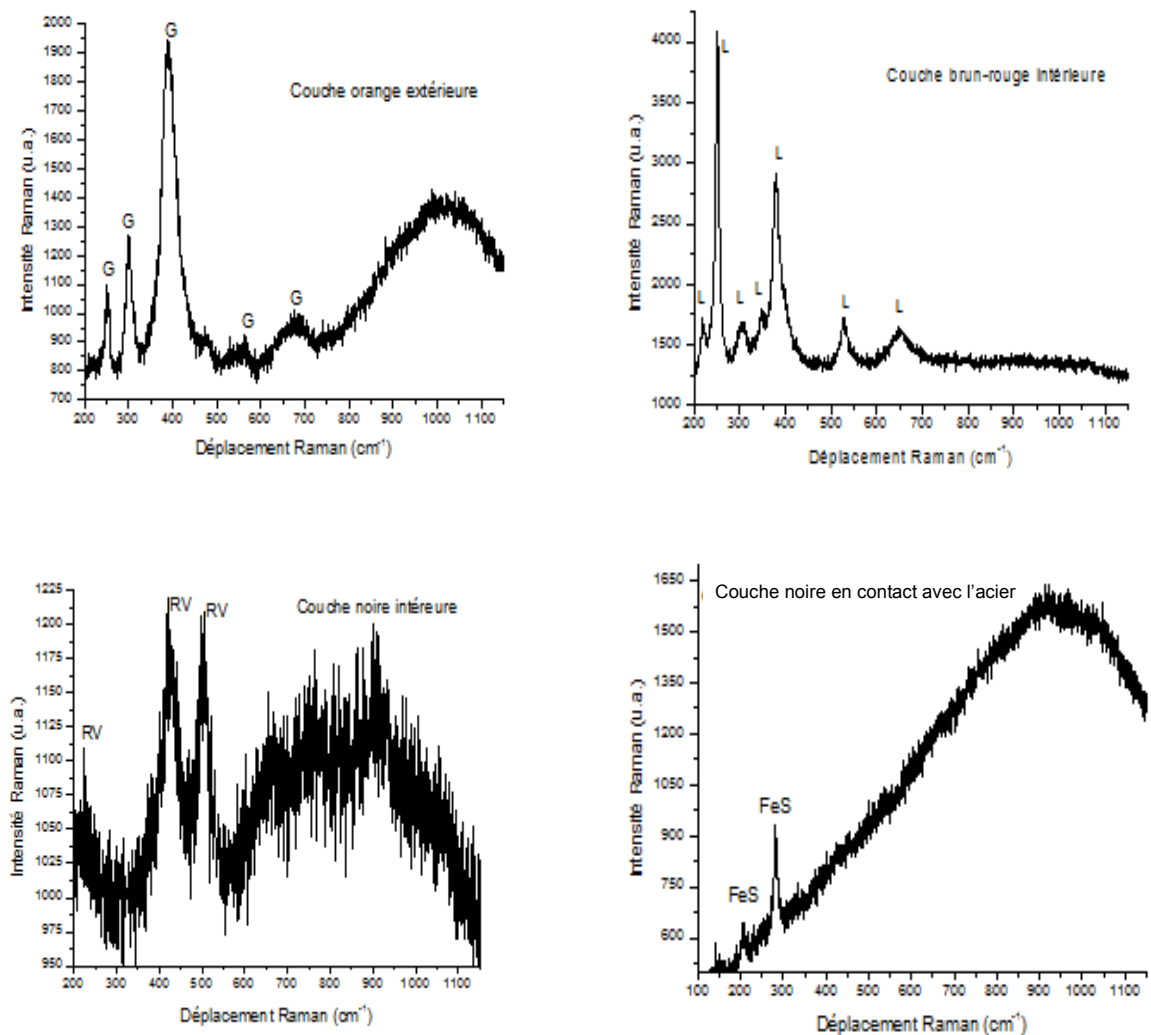 Couche orange extérieure
Intensité Raman (u.a.)
2000
1900
1800
1700
1600
1500
1400
1300
1200
1100
1000
900
800
700
G
G
G
G
G
200 300 400 500 600 700 800 900 1000 1100
Déplacement Raman (cm-1)
Couche brun-rouge intérieure
Intensité Raman (u.a.)
4000
3500
3000
2500
2000
1500
1000
L
L
L
L
L
L
L
200 300 400 500 600 700 800 900 1000 1100
Déplacement Raman (cm-1)
Couche noire intéreure
Intensité Raman (u.a.)
1225
1200
1175
1150
1125
1100
1075
1050
1025
1000
975
950
RV
RV
RV
200 300 400 500 600 700 800 900 1000 1100
Déplacement Raman (cm-1)
Couche noire en contact avec l'acier
Intensité Raman (u.a.)
1650
1500
1350
1200
1050
900
750
600
FeS
FeS
100 200 300 400 500 600 700 800 900 1000 1100
Déplacement Raman (cm-1)